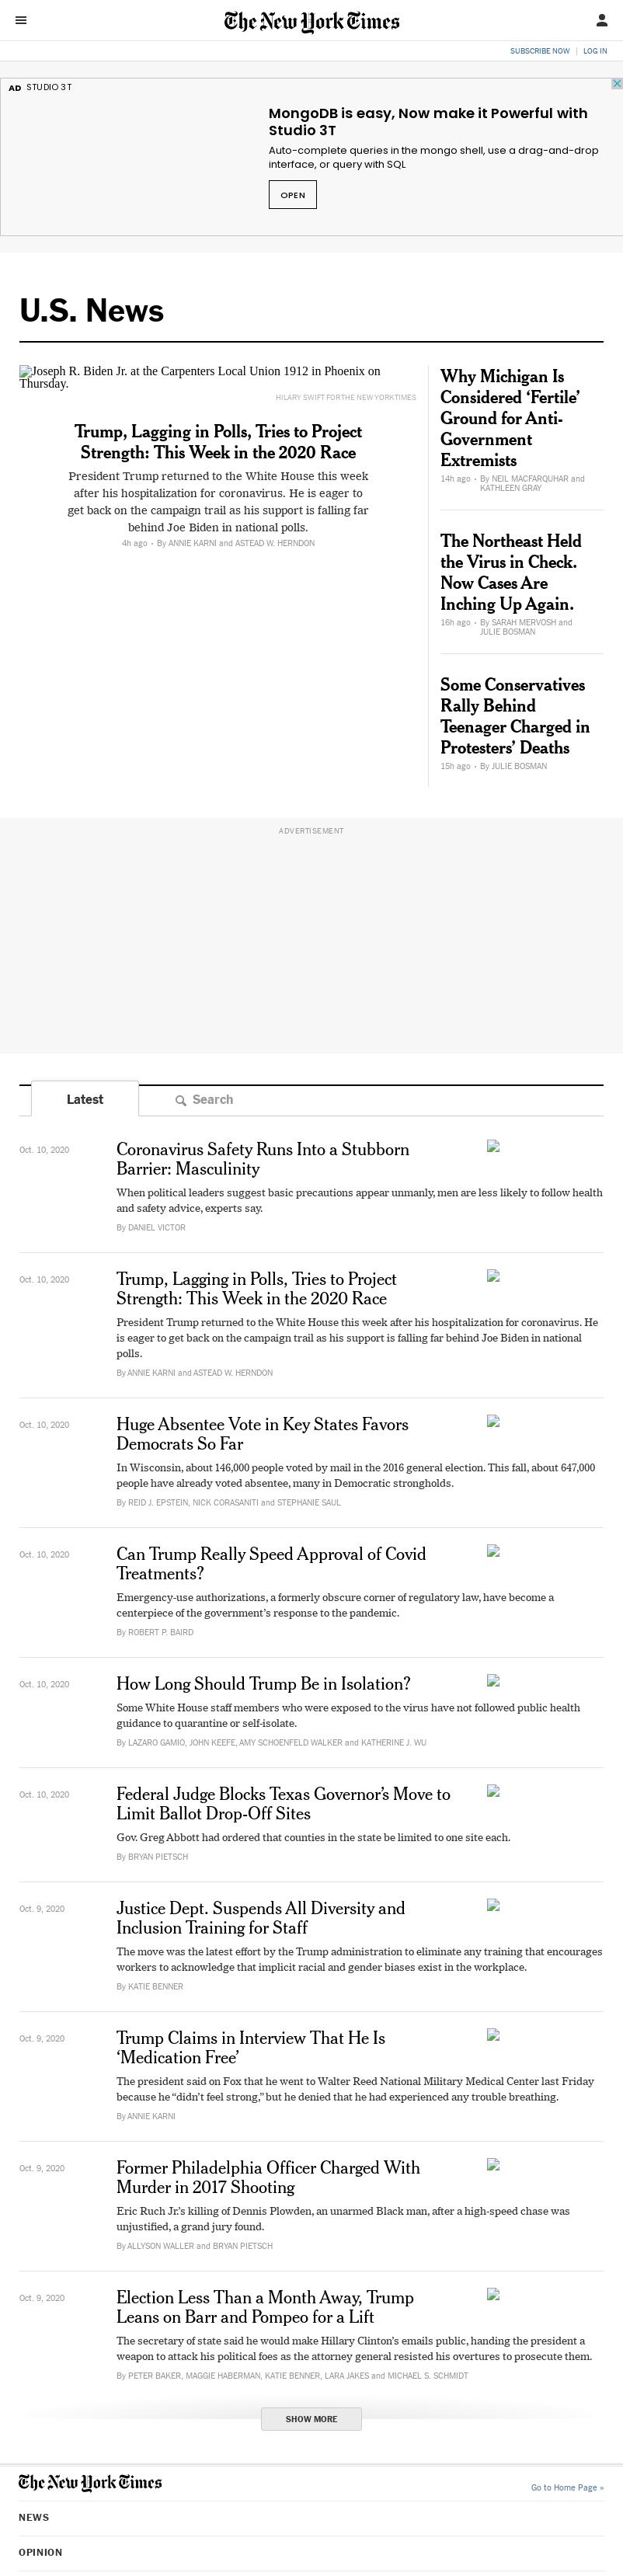 The New York Times
SUBSCRIBE NOW | LOG IN
AD STUDIO 3T
MongoDB is easy, Now make it Powerful with
Studio 3T
Auto-complete queries in the mongo shell, use a drag-and-drop
interface, or query with SQL
OPEN
U.S. News
Joseph R. Biden Jr. at the Carpenters Local Union 1912 in Phoenix on
Thursday.
HILARY SWIFT FOR THE NEW YORK TIMES
Trump, Lagging in Polls, Tries to Project
Strength: This Week in the 2020 Race
President Trump returned to the White House this week
after his hospitalization for coronavirus. He is eager to
get back on the campaign trail as his support is falling far
behind Joe Biden in national polls.
4h ago • By ANNIE KARNI and ASTEAD W. HERNDON
Why Michigan Is
Considered ‘Fertile’
Ground for Anti-
Government
Extremists
14h ago • By NEIL MACFARQUHAR and
KATHLEEN GRAY
The Northeast Held
the Virus in Check.
Now Cases Are
Inching Up Again.
16h ago • By SARAH MERVOSH and
JULIE BOSMAN
Some Conservatives
Rally Behind
Teenager Charged in
Protesters’ Deaths
15h ago • By JULIE BOSMAN
ADVERTISEMENT
Latest
Search
Oct. 10, 2020
Coronavirus Safety Runs Into a Stubborn
Barrier: Masculinity
When political leaders suggest basic precautions appear unmanly, men are less likely to follow health
and safety advice, experts say.
By DANIEL VICTOR
Oct. 10, 2020
Trump, Lagging in Polls, Tries to Project
Strength: This Week in the 2020 Race
President Trump returned to the White House this week after his hospitalization for coronavirus. He
is eager to get back on the campaign trail as his support is falling far behind Joe Biden in national
polls.
By ANNIE KARNI and ASTEAD W. HERNDON
Oct. 10, 2020
Huge Absentee Vote in Key States Favors
Democrats So Far
In Wisconsin, about 146,000 people voted by mail in the 2016 general election. This fall, about 647,000
people have already voted absentee, many in Democratic strongholds.
By REID J. EPSTEIN, NICK CORASANITI and STEPHANIE SAUL
Oct. 10, 2020
Can Trump Really Speed Approval of Covid
Treatments?
Emergency-use authorizations, a formerly obscure corner of regulatory law, have become a
centerpiece of the government’s response to the pandemic.
By ROBERT P. BAIRD
Oct. 10, 2020
How Long Should Trump Be in Isolation?
Some White House staff members who were exposed to the virus have not followed public health
guidance to quarantine or self-isolate.
By LAZARO GAMIO, JOHN KEEFE, AMY SCHOENFELD WALKER and KATHERINE J. WU
Oct. 10, 2020
Federal Judge Blocks Texas Governor’s Move to
Limit Ballot Drop-Off Sites
Gov. Greg Abbott had ordered that counties in the state be limited to one site each.
By BRYAN PIETSCH
Oct. 9, 2020
Justice Dept. Suspends All Diversity and
Inclusion Training for Staff
The move was the latest effort by the Trump administration to eliminate any training that encourages
workers to acknowledge that implicit racial and gender biases exist in the workplace.
By KATIE BENNER
Oct. 9, 2020
Trump Claims in Interview That He Is
‘Medication Free’
The president said on Fox that he went to Walter Reed National Military Medical Center last Friday
because he “didn’t feel strong,” but he denied that he had experienced any trouble breathing.
By ANNIE KARNI
Oct. 9, 2020
Former Philadelphia Officer Charged With
Murder in 2017 Shooting
Eric Ruch Jr.’s killing of Dennis Plowden, an unarmed Black man, after a high-speed chase was
unjustified, a grand jury found.
By ALLYSON WALLER and BRYAN PIETSCH
Oct. 9, 2020
Election Less Than a Month Away, Trump
Leans on Barr and Pompeo for a Lift
The secretary of state said he would make Hillary Clinton’s emails public, handing the president a
weapon to attack his political foes as the attorney general resisted his overtures to prosecute them.
By PETER BAKER, MAGGIE HABERMAN, KATIE BENNER, LARA JAKES and MICHAEL S. SCHMIDT
SHOW MORE
The New York Times
Go to Home Page »
NEWS
OPINION